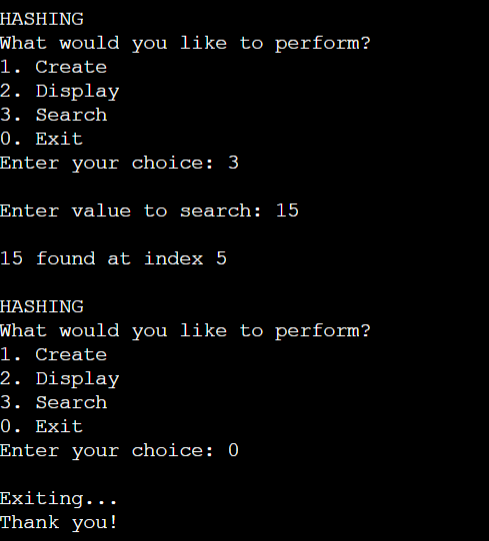 HASHING
What would you like to perform?
1. Create
2. Display
3. Search
0. Exit
Enter your choice: 3
Enter value to search: 15
15 found at index 5
HASHING
What would you like to perform?
1. Create
2. Display
3. Search
0. Exit
Enter your choice: 0
Exiting...
Thank you!